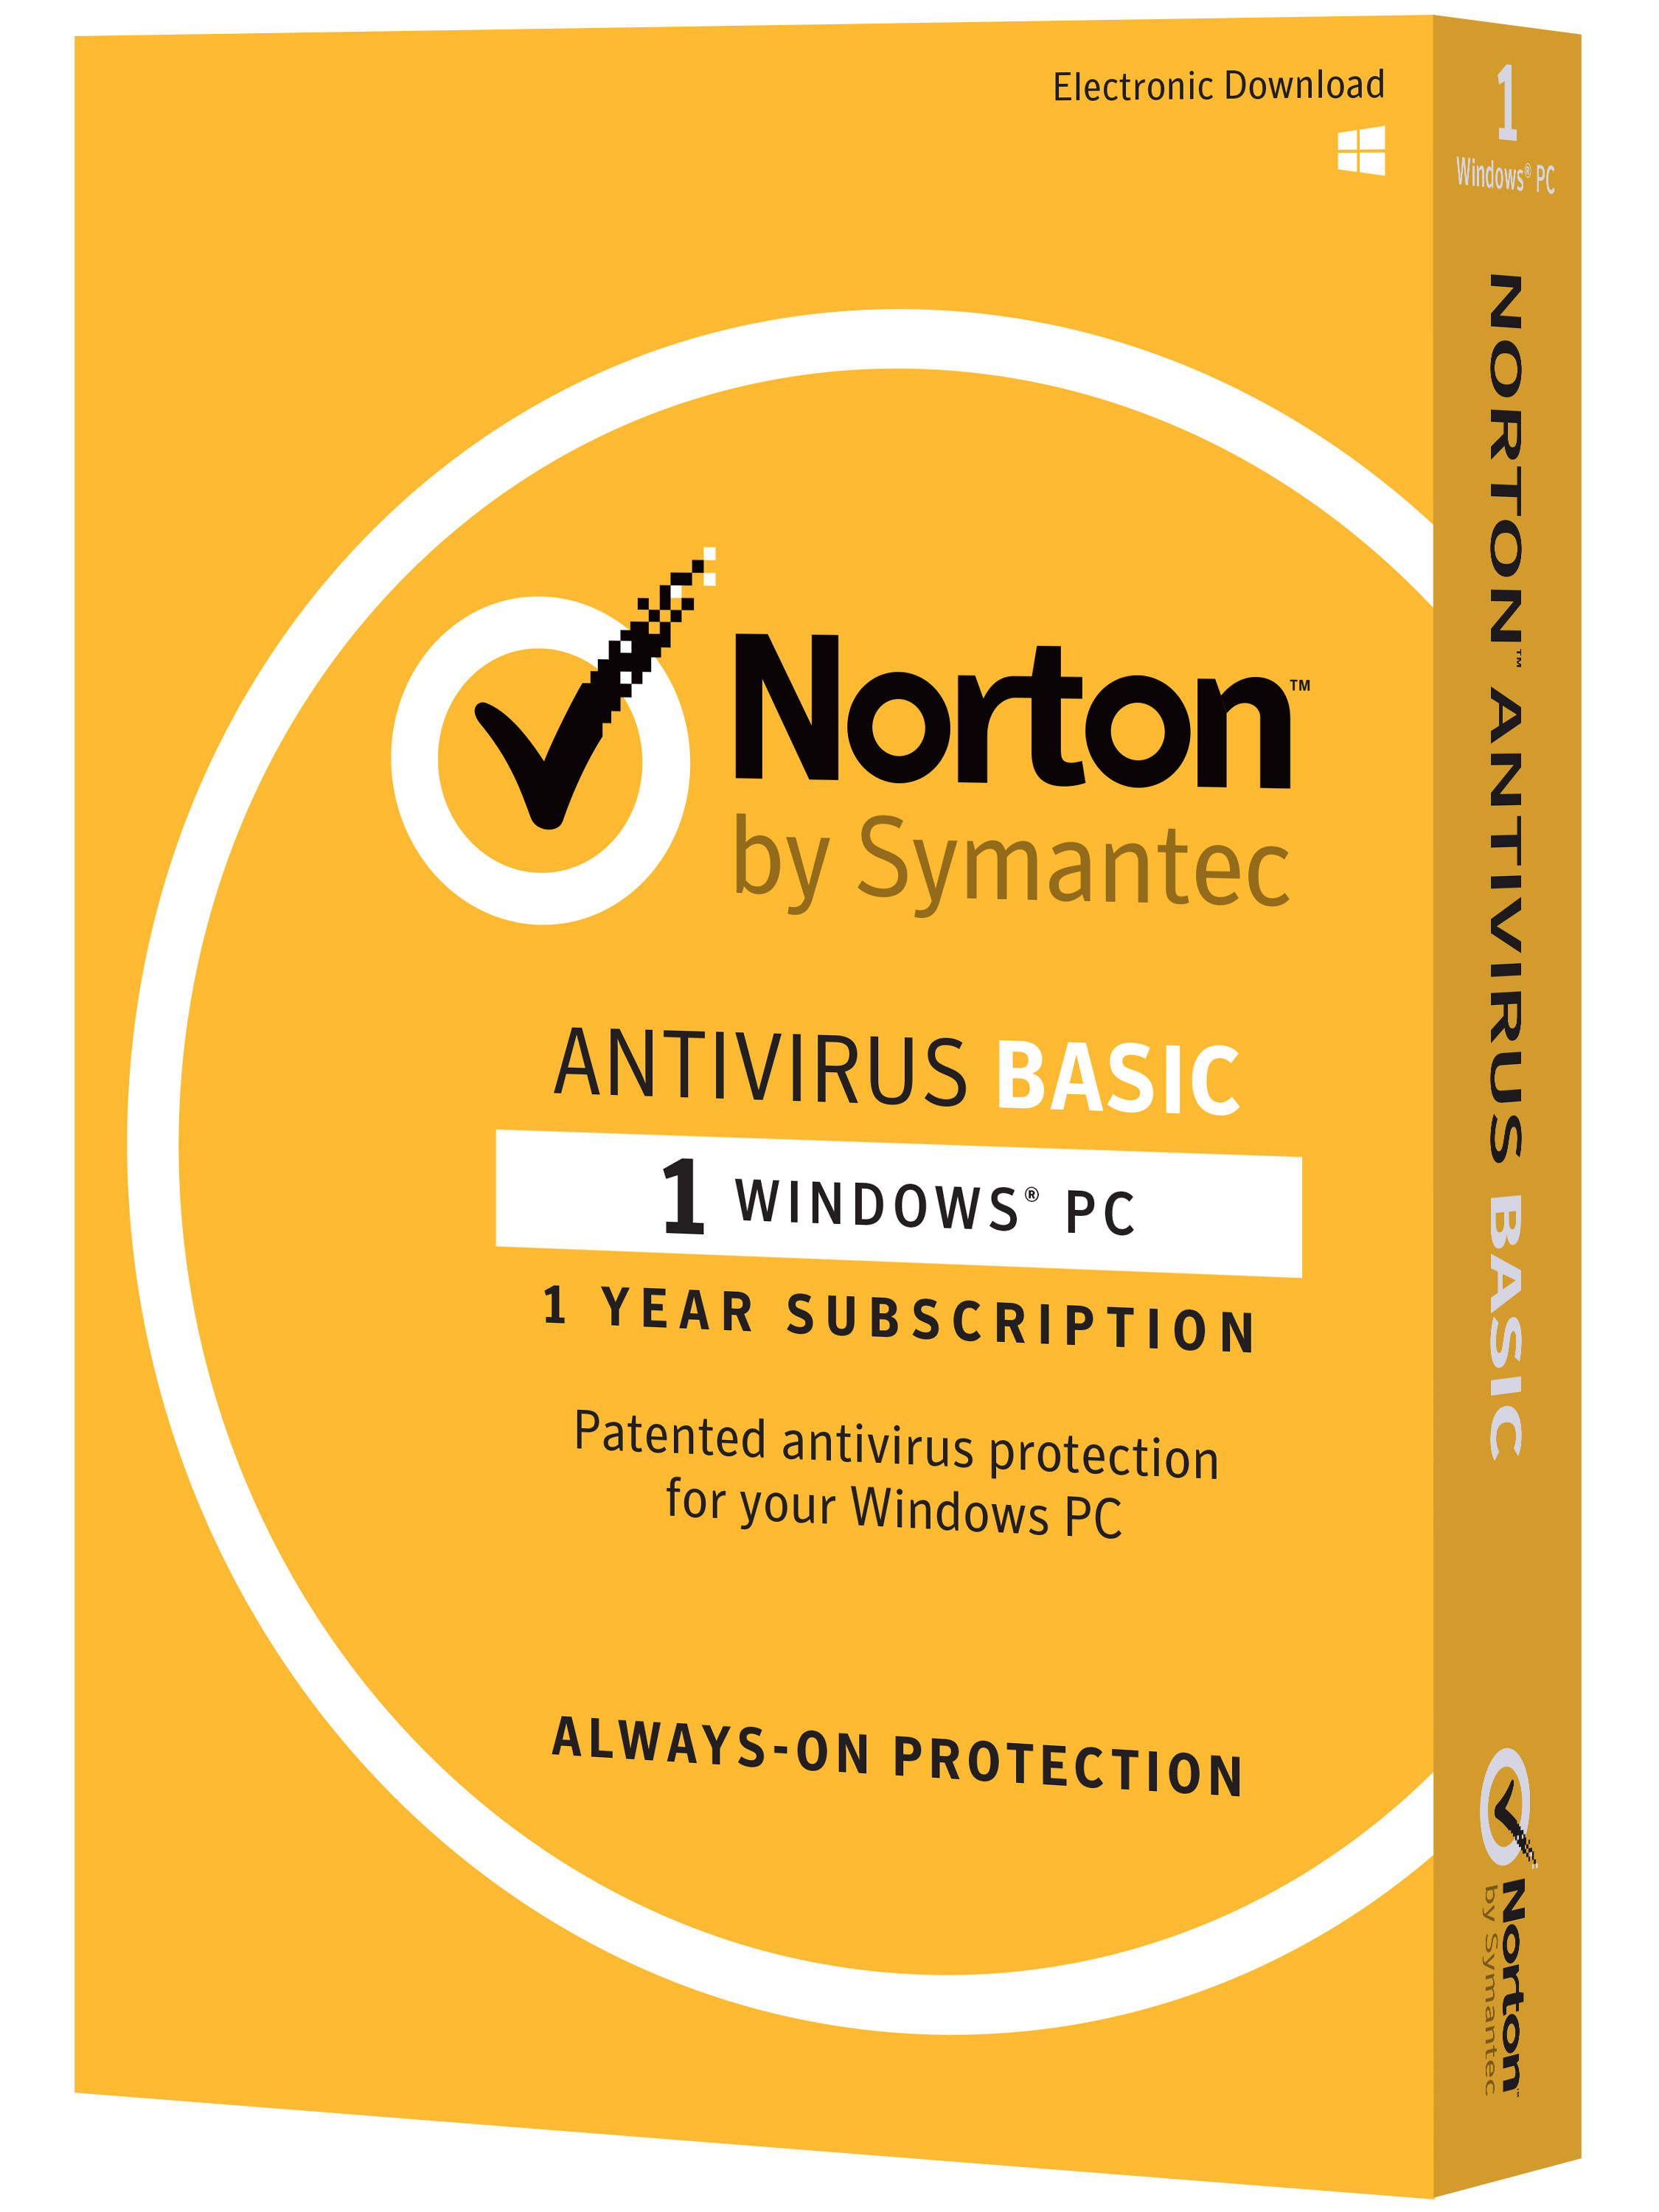 Electronic Download
Norton™
by Symantec
ANTIVIRUS BASIC
1 WINDOWS® PC
1 YEAR SUBSCRIPTION
Patented antivirus protection
for your Windows PC
ALWAYS-ON PROTECTION
1
Windows® PC
NORTON™ ANTIVIRUS BASIC
Norton™
by Symantec